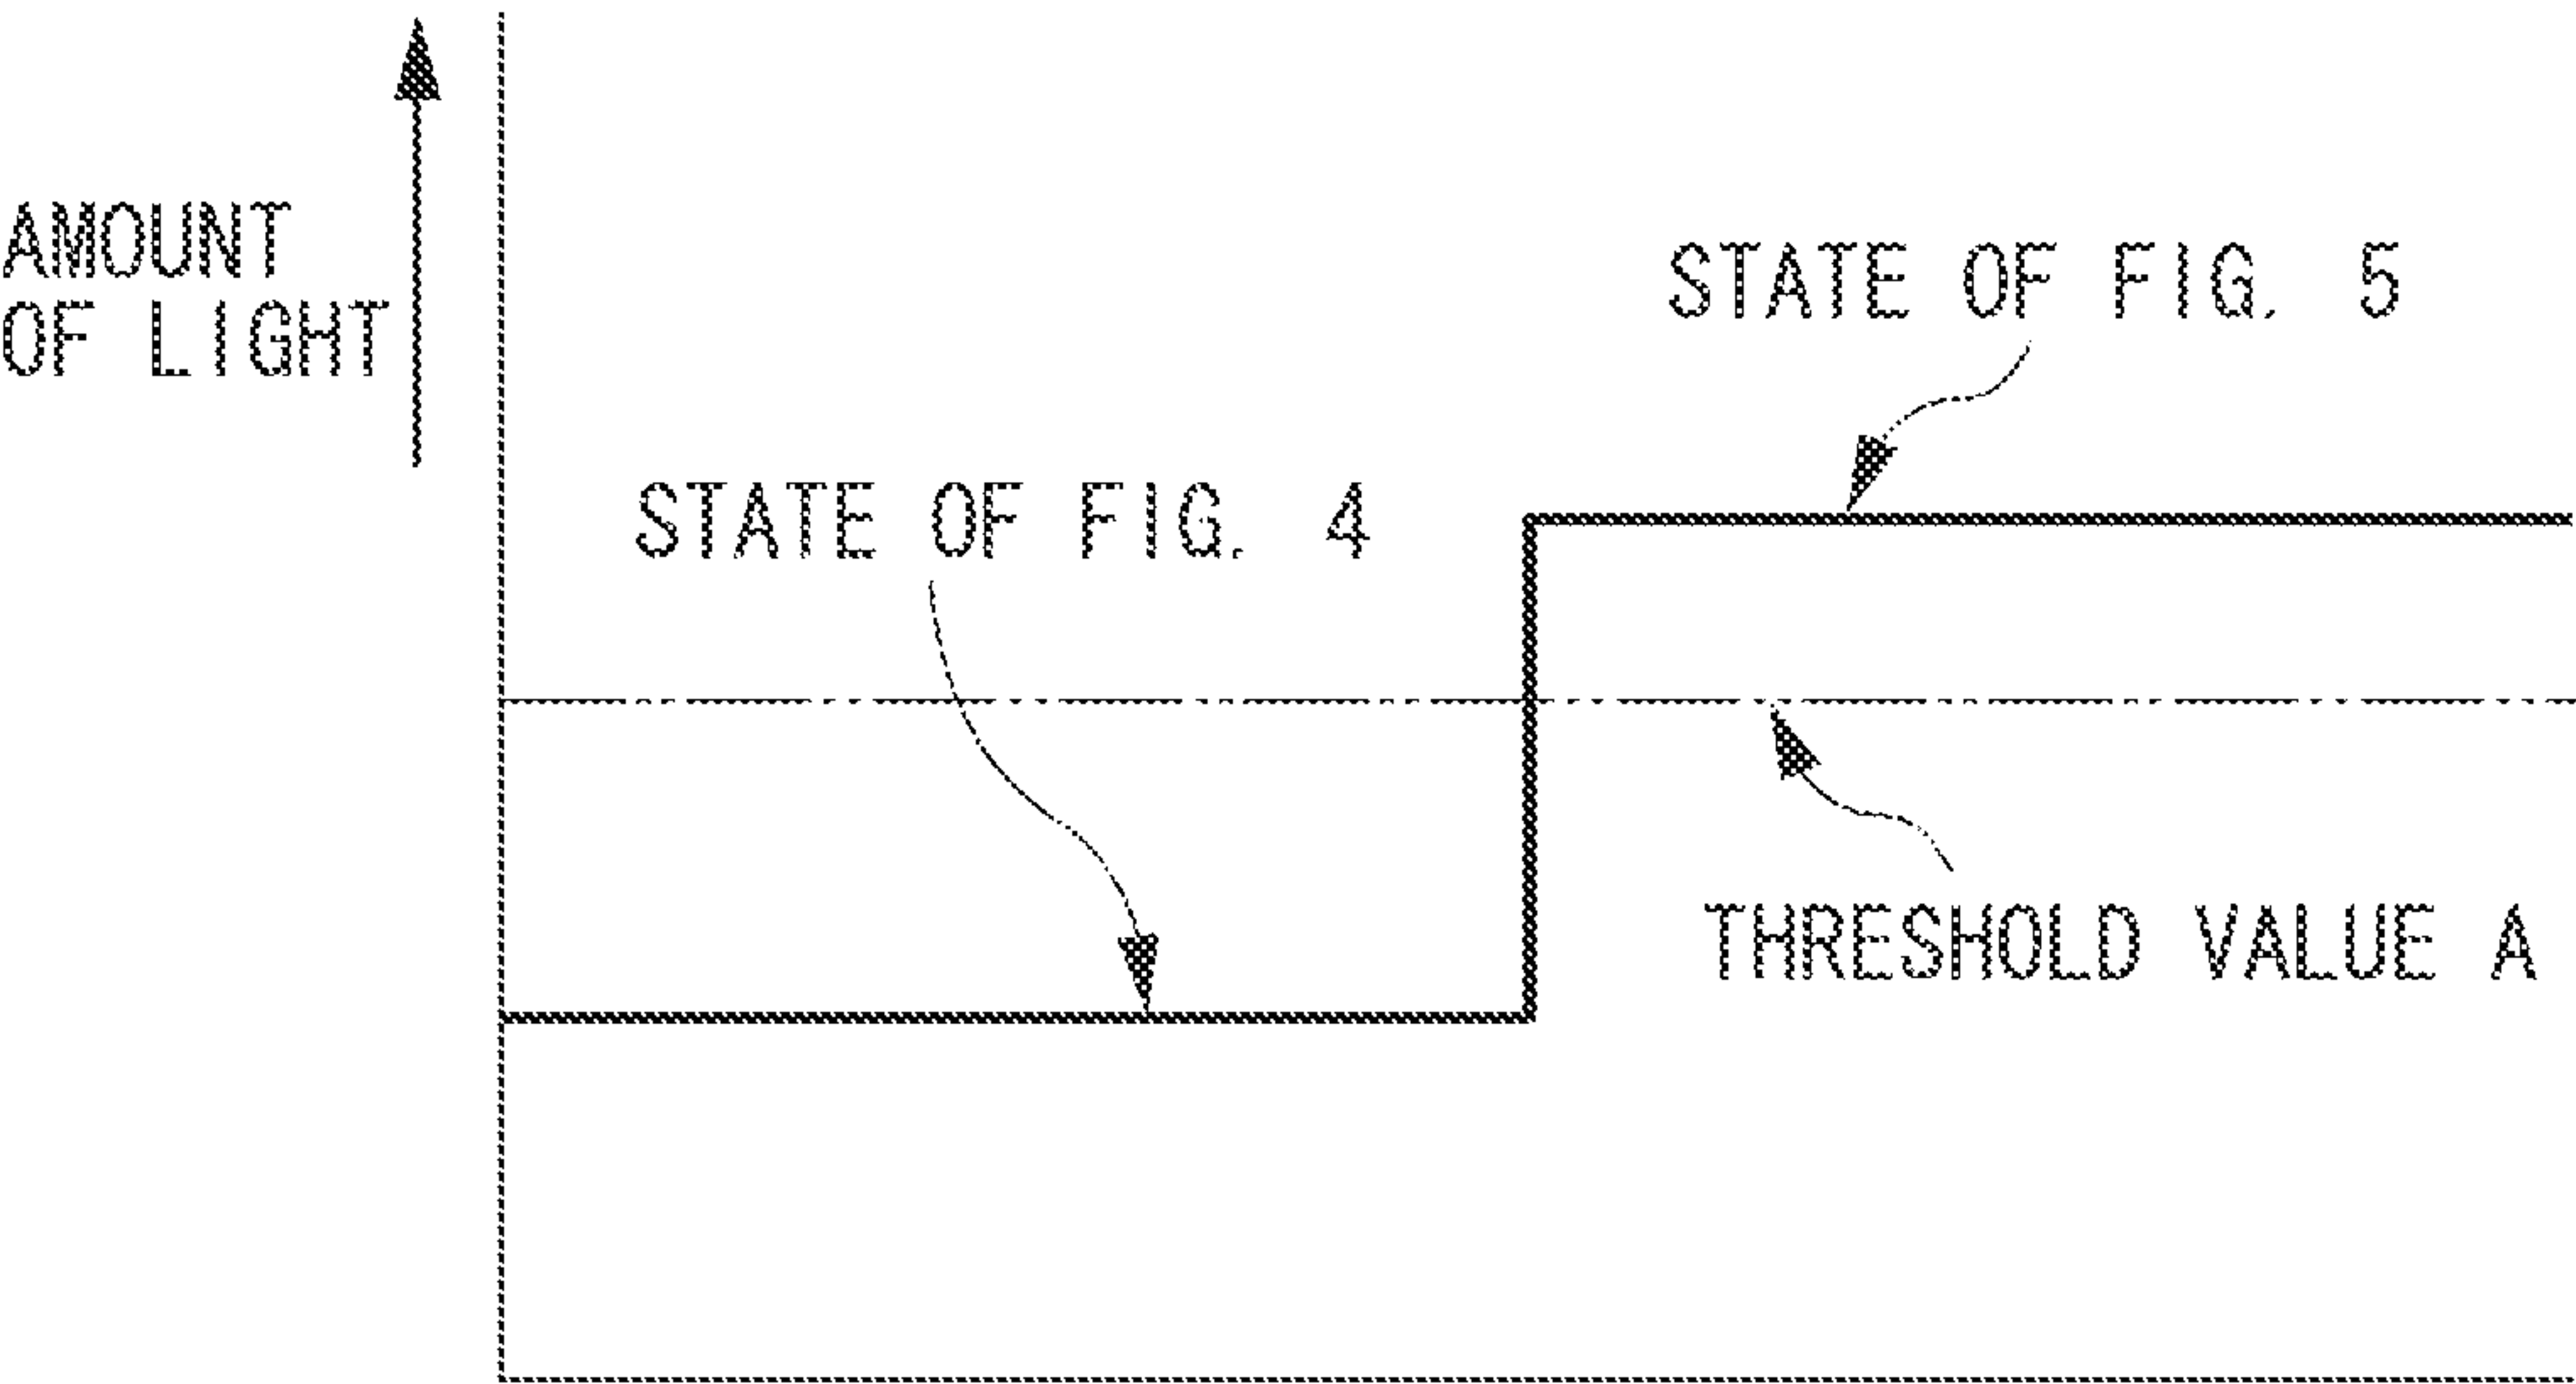 AMOUNT
OF LIGHT
STATE OF FIG. 5
STATE OF FIG. 4
THRESHOLD VALUE A